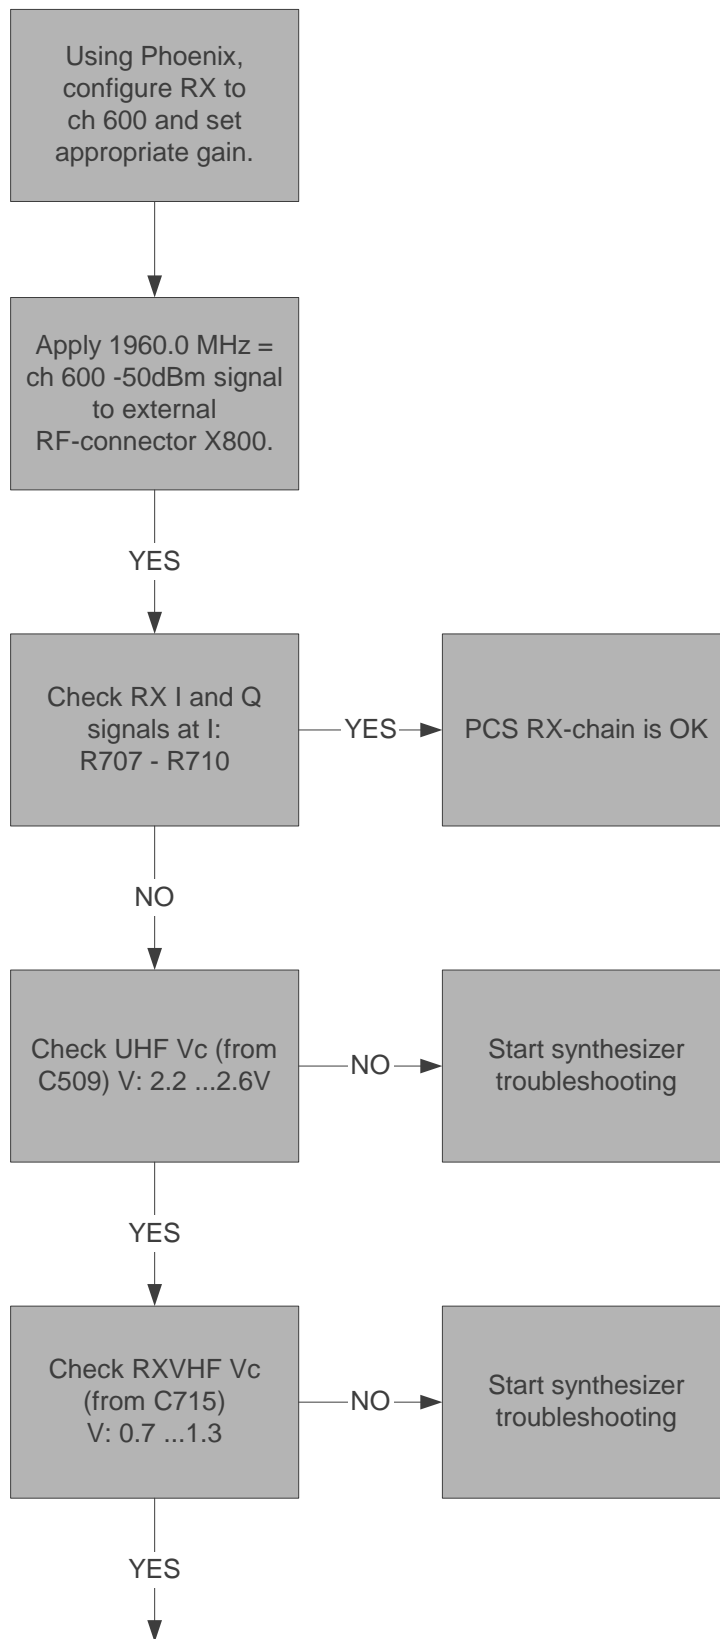 Using Phoenix,
configure RX to
ch 600 and set
appropriate gain.
Apply 1960.0 MHz =
ch 600 -50dBm signal
to external
RF-connector X800.
YES
Check RX I and Q
signals at I:
R707 - R710
YES
PCS RX-chain is OK
NO
Check UHF Vc (from
C509) V: 2.2 ...2.6V
NO
Start synthesizer
troubleshooting
YES
Check RXVHF Vc
(from C715)
V: 0.7 ...1.3
NO
Start synthesizer
troubleshooting
YES